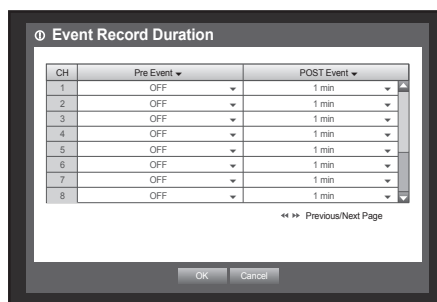 Event Record Duration
CH Pre Event POST Event
1 OFF 1 min
2 OFF 1 min
3 OFF 1 min
4 OFF 1 min
5 OFF 1 min
6 OFF 1 min
7 OFF 1 min
8 OFF 1 min
Previous/Next Page
OK Cancel